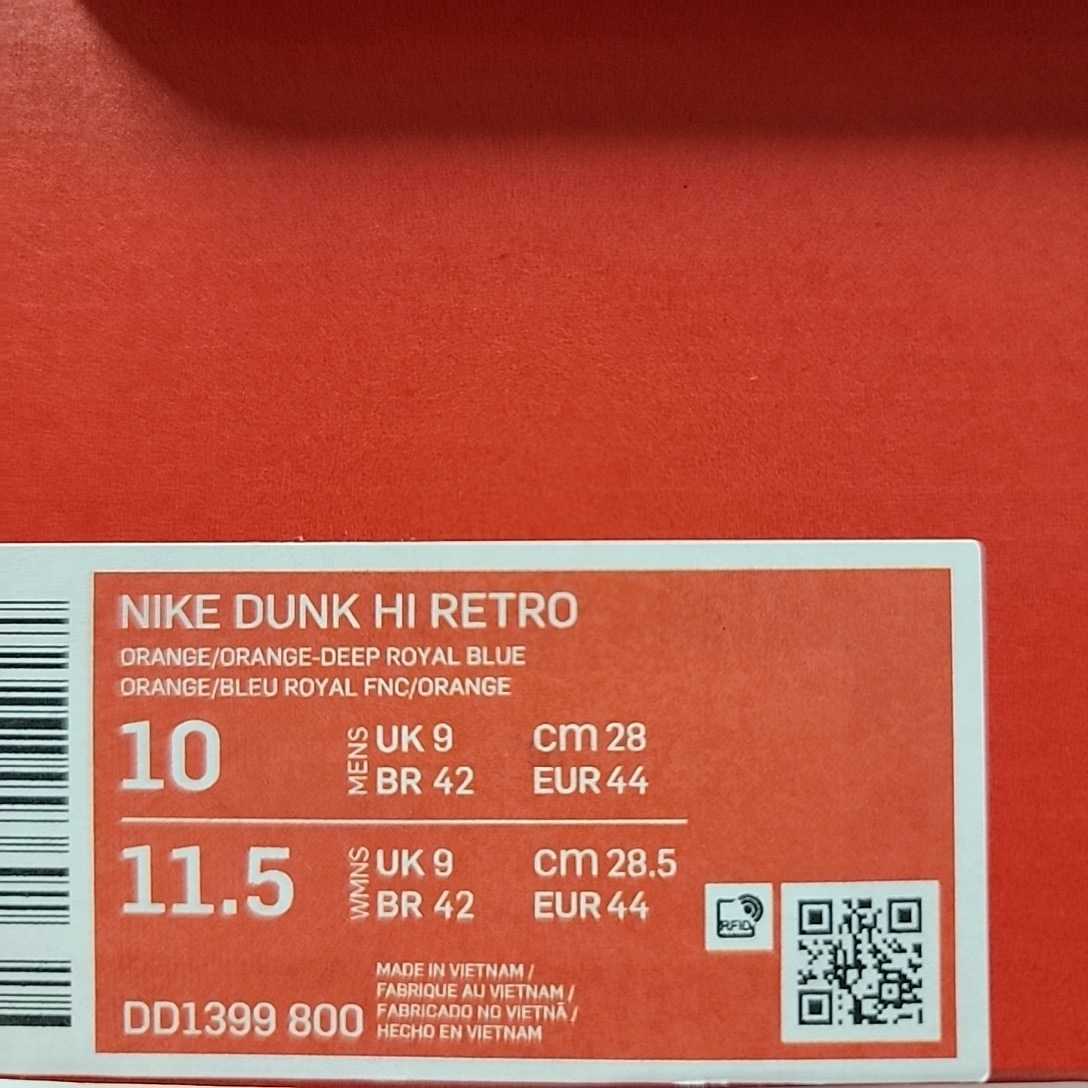 NIKE DUNK HI RETRO
ORANGE/ORANGE-DEEP ROYAL BLUE
ORANGE/BLEU ROYAL FNC/ORANGE
10 MENS UK 9 cm 28
BR 42 EUR 44
11.5 WMNS UK 9 cm 28.5
BR 42 EUR 44
RFID
MADE IN VIETNAM /
FABRIQUE AU VIETNAM /
FABRICADO NO VIETNÃ /
HECHO EN VIETNAM
DD1399 800